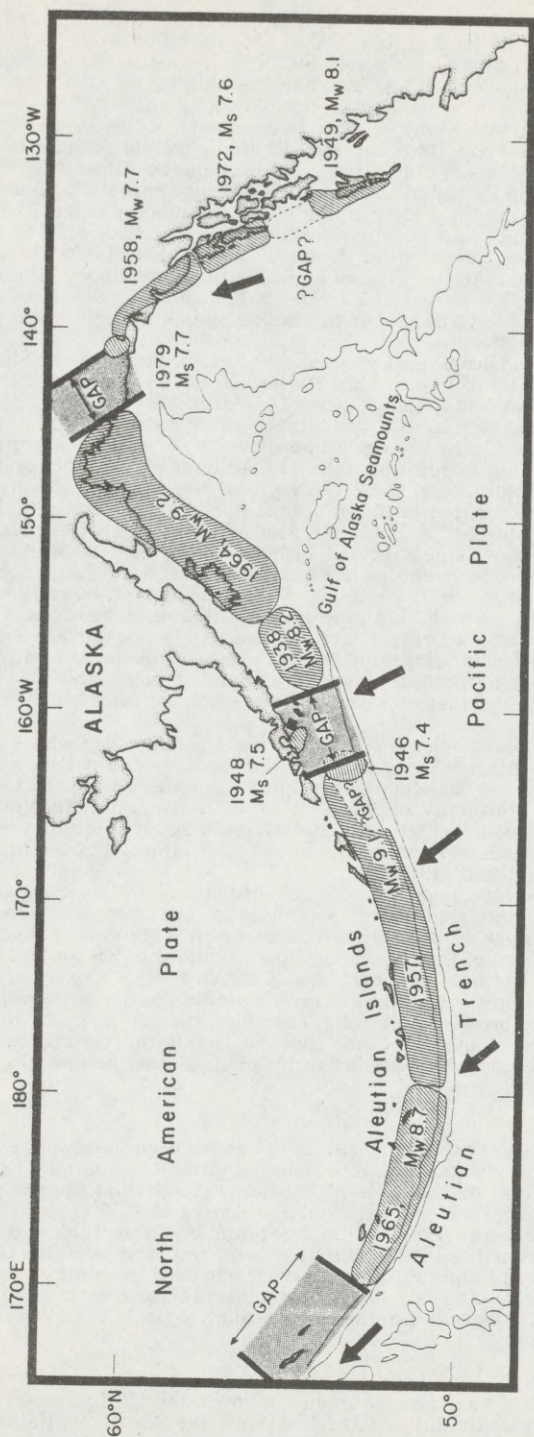 170°E
180°
170°
160°W
150°
140°
130°W
60°N
50°
North American Plate
ALASKA
GAP
1965, Mw 8.7
1957, Mw 9.1
Aleutian Islands
Aleutian Trench
?GAP?
1946
Ms 7.4
1948
Ms 7.5
GAP
1938
Mw 8.2
1964, Mw 9.2
GAP
1979
Ms 7.7
1958, Mw 7.7
1972, Ms 7.6
1949, Mw 8.1
?GAP?
Gulf of Alaska Seamounts
Pacific Plate